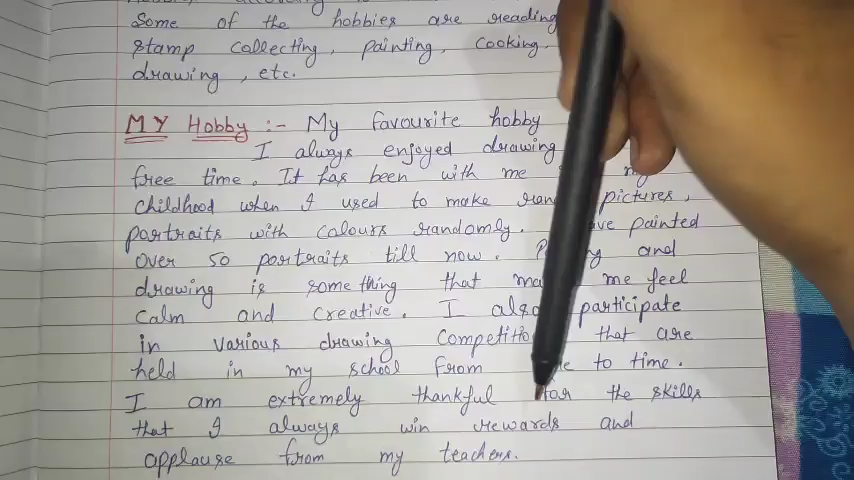 Some of the hobbies are reading
stamp collecting, painting, cooking,
drawing, etc.
MY Hobby :- My favourite hobby
I always enjoyed drawing
free time. It has been with me my
childhood when I used to make pictures,
portraits with colours randomly. painted
over 50 portraits till now. and
drawing is something that me feel
calm and creative. I also participate
in various drawing that are
held in my school from to time.
I am extremely thankful for the skills
that I always win rewards and
applause from my teachers.